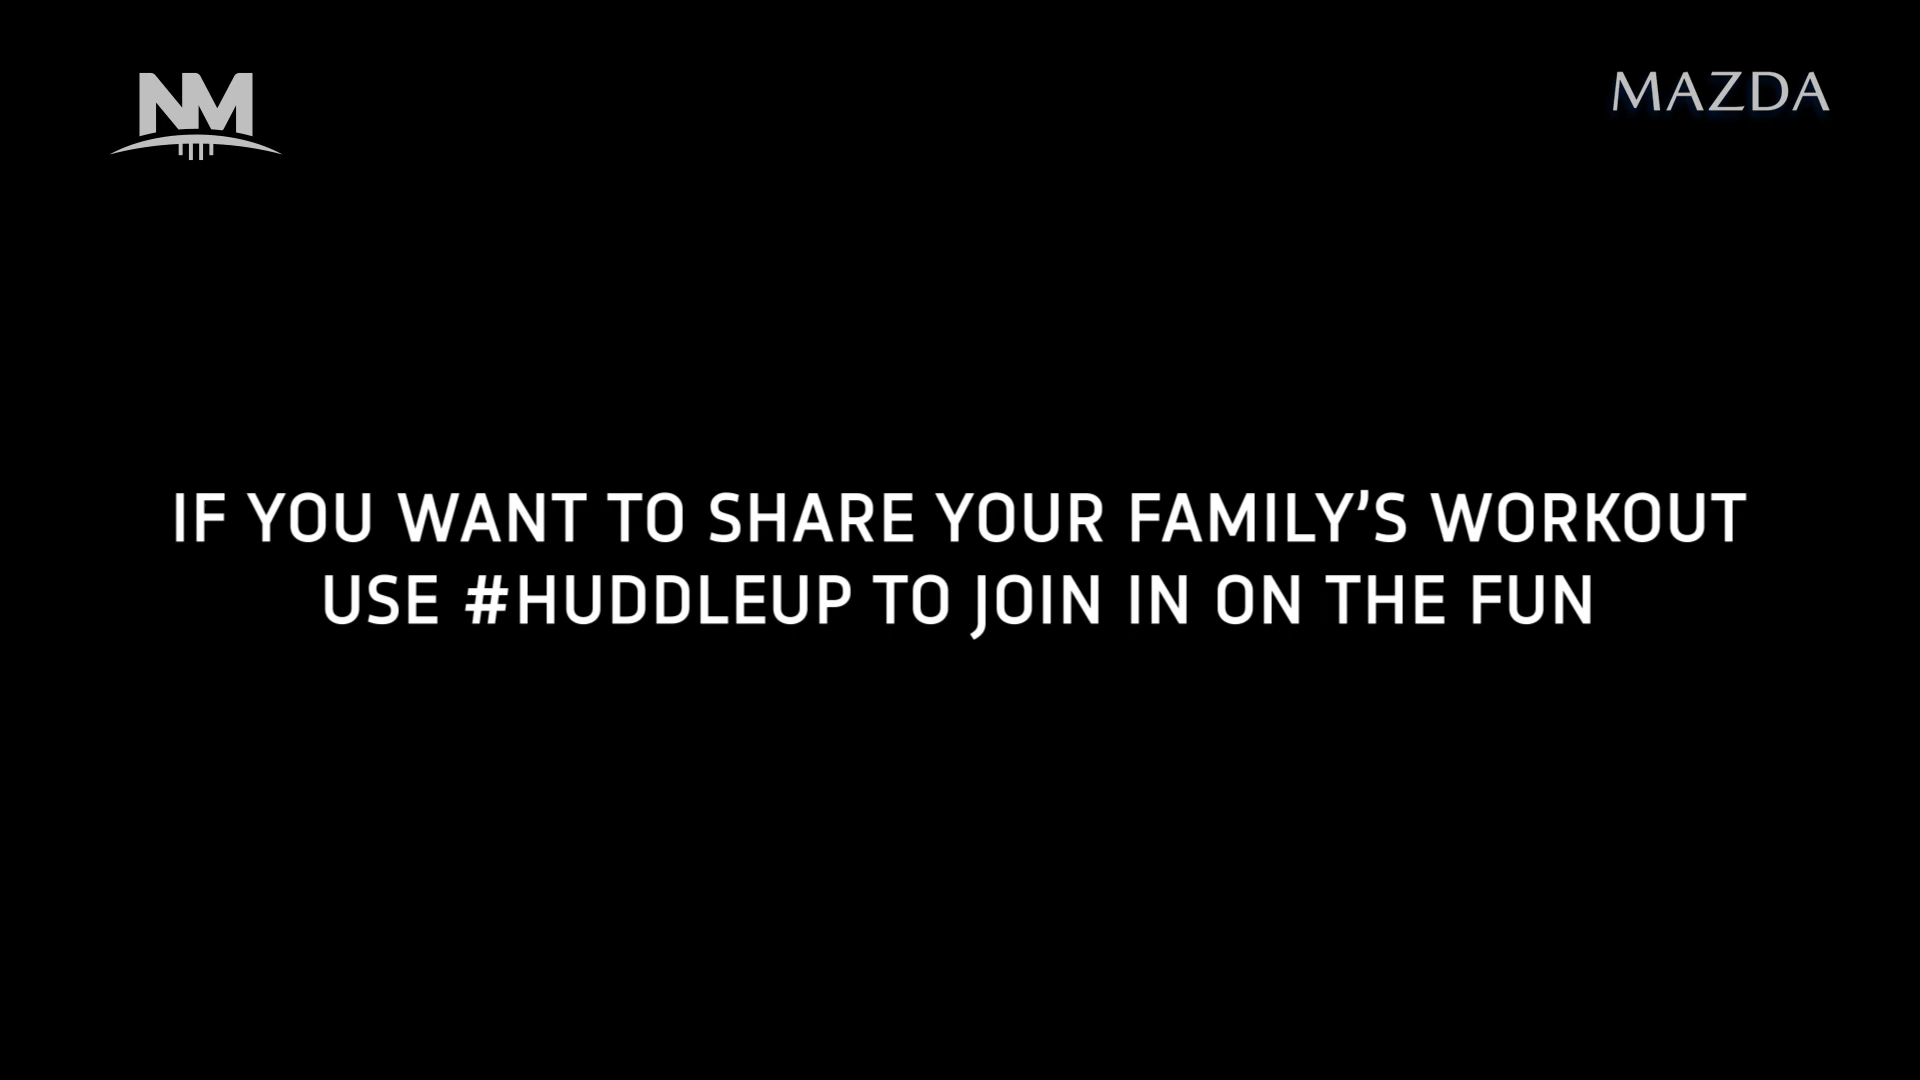 NM
MAZDA
IF YOU WANT TO SHARE YOUR FAMILY’S WORKOUT
USE #HUDDLEUP TO JOIN IN ON THE FUN